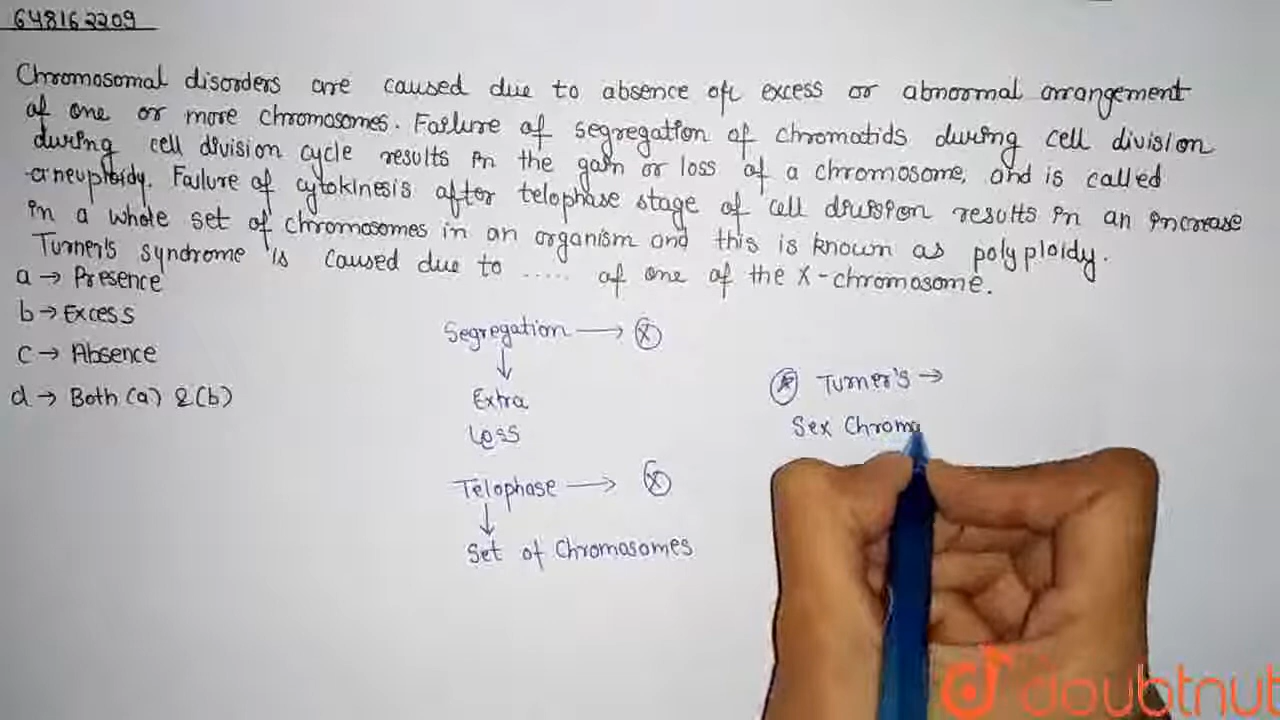 648162209
Chromosomal disorders are caused due to absence or excess or abnormal arrangement
of one or more chromosomes. Failure of segregation of chromatids during cell division
during cell division cycle results in the gain or loss of a chromosome, and is called
aneuploidy. Failure of cytokinesis after telophase stage of cell division results in an increase
in a whole set of chromosomes in an organism and this is known as polyploidy.
Turner's syndrome is caused due to ..... of one of the X-chromosome.
a → Presence
b → Excess
c → Absence
d → Both (a) & (b)
Segregation → X
↓
Extra
Loss
Telophase → X
↓
Set of Chromosomes
* Turner's →
Sex Chromo
doubtnut